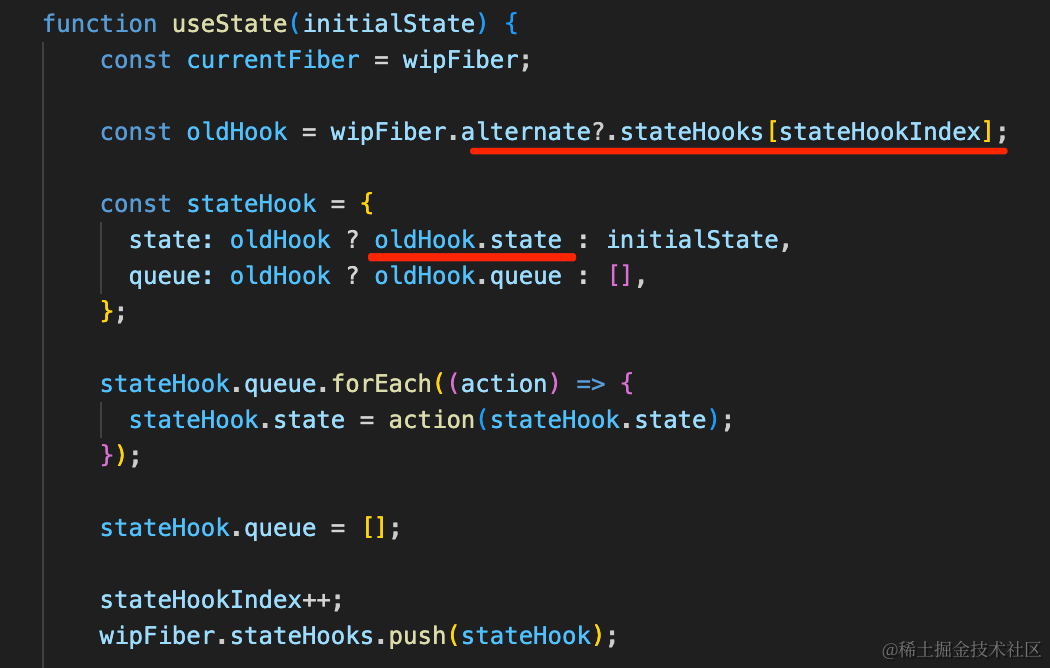 function useState(initialState) {
const currentFiber = wipFiber;
const oldHook = wipFiber.alternate?.stateHooks[stateHookIndex];
const stateHook = {
state: oldHook ? oldHook.state : initialState,
queue: oldHook ? oldHook.queue : [],
};
stateHook.queue.forEach((action) => {
stateHook.state = action(stateHook.state);
});
stateHook.queue = [];
stateHookIndex++;
wipFiber.stateHooks.push(stateHook);
@稀土掘金技术社区